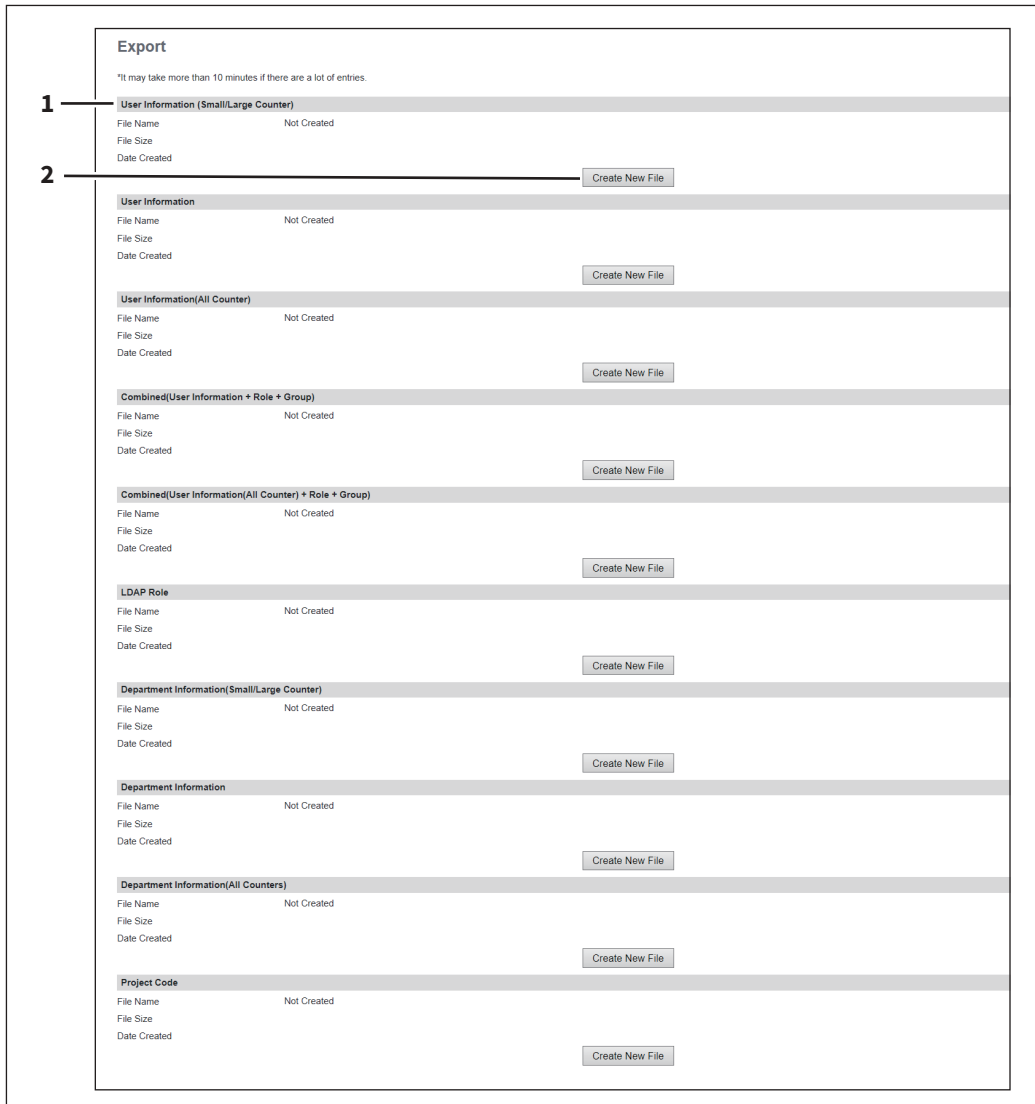 Export
*It may take more than 10 minutes if there are a lot of entries.
1
User Information (Small/Large Counter)
File Name Not Created
File Size
Date Created
2
Create New File
User Information
File Name Not Created
File Size
Date Created
Create New File
User Information(All Counter)
File Name Not Created
File Size
Date Created
Create New File
Combined(User Information + Role + Group)
File Name Not Created
File Size
Date Created
Create New File
Combined(User Information(All Counter) + Role + Group)
File Name Not Created
File Size
Date Created
Create New File
LDAP Role
File Name Not Created
File Size
Date Created
Create New File
Department Information(Small/Large Counter)
File Name Not Created
File Size
Date Created
Create New File
Department Information
File Name Not Created
File Size
Date Created
Create New File
Department Information(All Counters)
File Name Not Created
File Size
Date Created
Create New File
Project Code
File Name Not Created
File Size
Date Created
Create New File